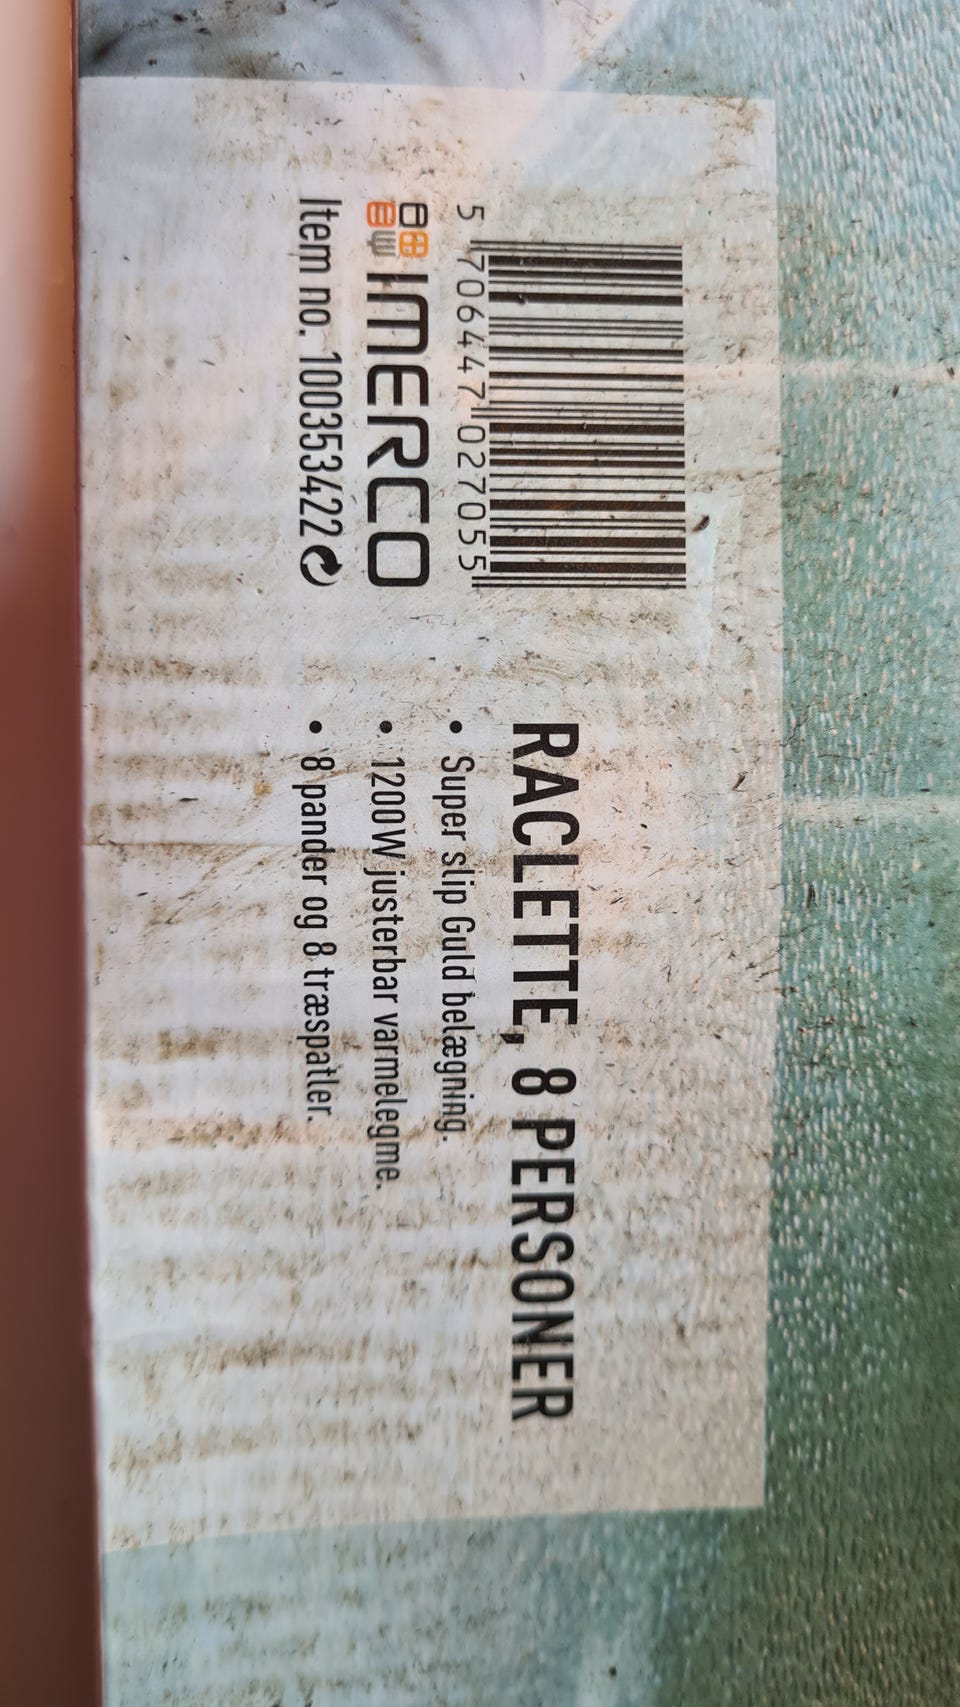 5 706447 027055
IMERCO
Item no. 100353422
RACLETTE, 8 PERSONER
• Super slip Guld belægning.
• 1200W justerbar varmelegme.
• 8 pander og 8 træspatler.